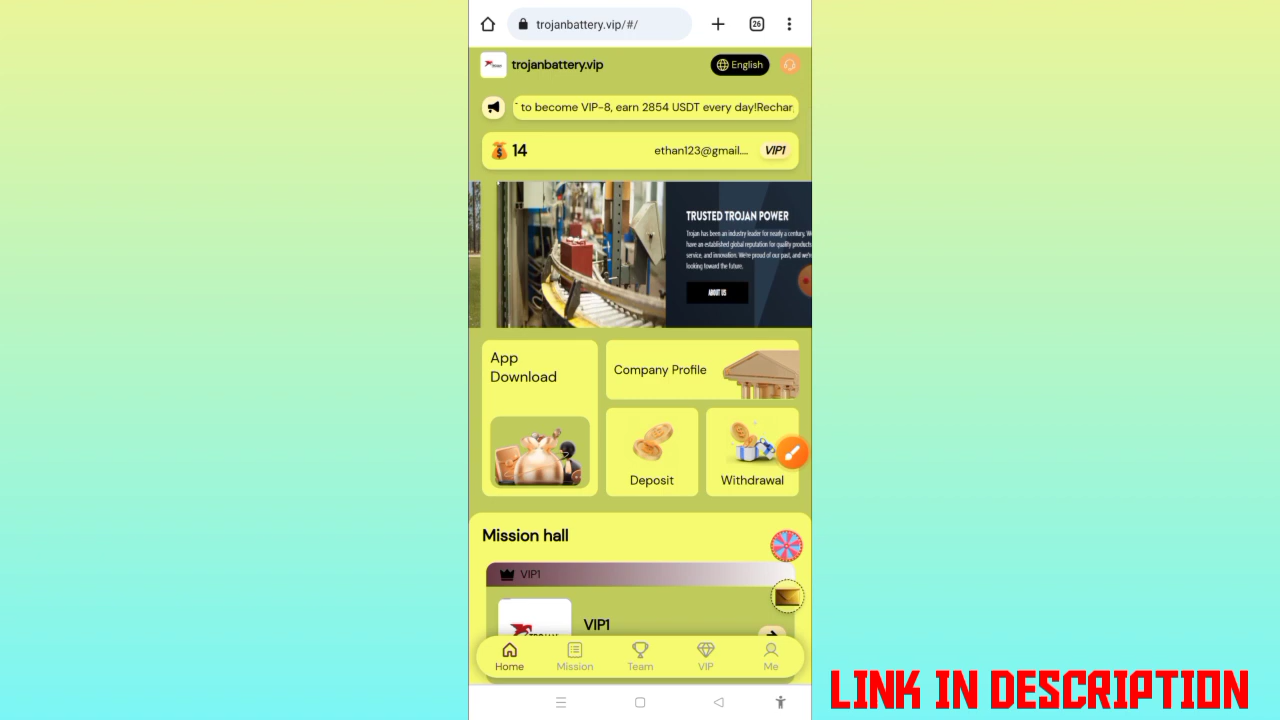 trojanbattery.vip/#/
26
trojanbattery.vip
English
to become VIP-8, earn 2854 USDT every day!Rechar
14
ethan123@gmail....
VIP1
TRUSTED TROJAN POWER
Trojan has been an industry leader for nearly a century. We
have an established global reputation for quality products
service, and innovation. We're proud of our past, and we're
looking toward the future.
ABOUT US
App
Download
Company Profile
Deposit
Withdrawal
Mission hall
VIP1
VIP1
TROJAN
Home
Mission
Team
VIP
Me
LINK IN DESCRIPTION